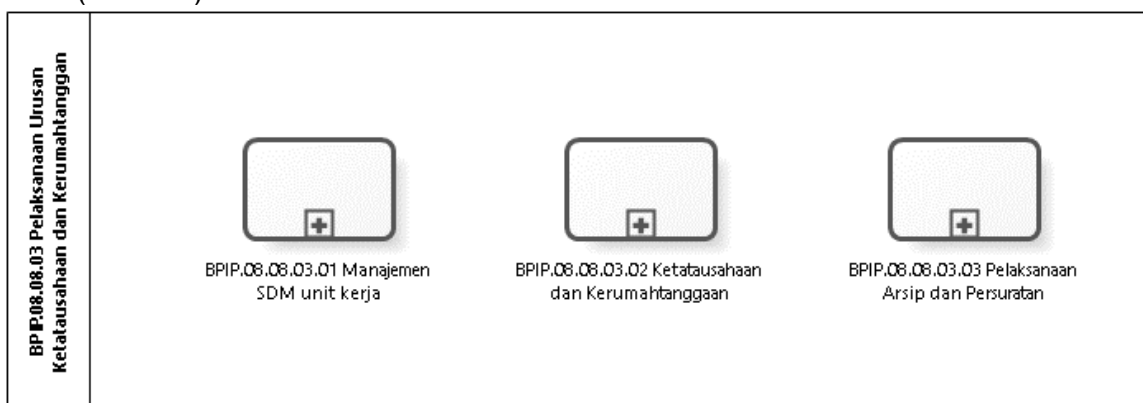 BPIP.08.08.03 Pelaksanaan Urusan
Ketatausahaan dan Kerumahtanggan
BPIP.08.08.03.01 Manajemen
SDM unit kerja
BPIP.08.08.03.02 Ketatausahaan
dan Kerumahtanggaan
BPIP.08.08.03.03 Pelaksanaan
Arsip dan Persuratan